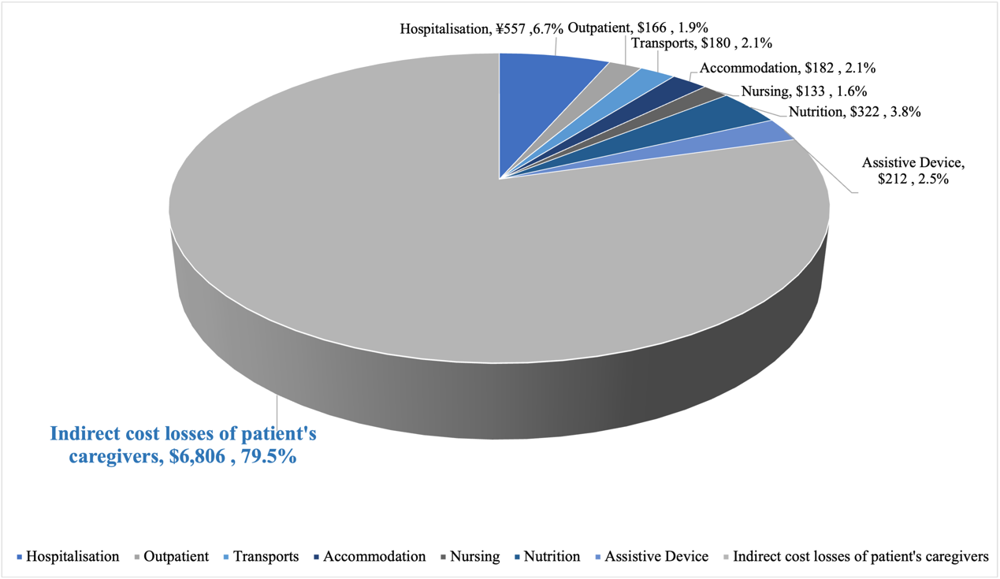 Hospitalisation, ¥557 ,6.7%
Outpatient, $166 , 1.9%
Transports, $180 , 2.1%
Accommodation, $182 , 2.1%
Nursing, $133 , 1.6%
Nutrition, $322 , 3.8%
Assistive Device,
$212 , 2.5%
Indirect cost losses of patient's
caregivers, $6,806 , 79.5%
Hospitalisation Outpatient Transports Accommodation Nursing Nutrition Assistive Device Indirect cost losses of patient's caregivers